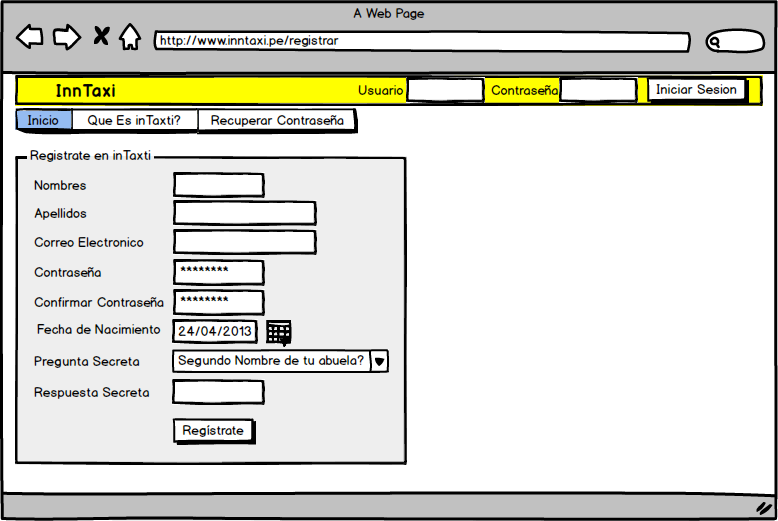 A Web Page
http://www.inntaxi.pe/registrar
InnTaxi Usuario Contraseña Iniciar Sesion
Inicio Que Es inTaxti? Recuperar Contraseña
Registrate en inTaxti
Nombres
Apellidos
Correo Electronico
Contraseña ********
Confirmar Contraseña ********
Fecha de Nacimiento 24/04/2013
Pregunta Secreta Segundo Nombre de tu abuela?
Respuesta Secreta
Regístrate